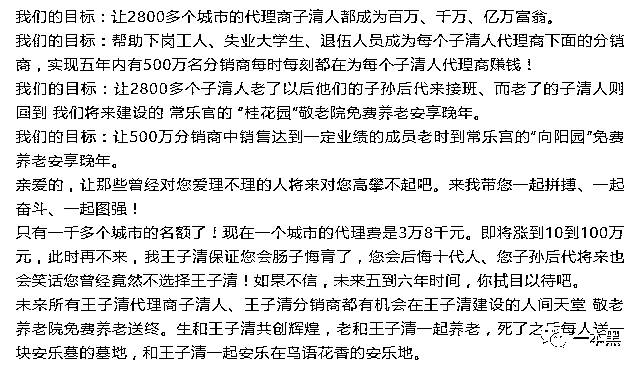 我们的目标：让2800多个城市的代理商子清人都成为百万、千万、亿万富翁。
我们的目标：帮助下岗工人、失业大学生、退伍人员成为每个子清人代理商下面的分销
商，实现五年内有500万名分销商每时每刻都在为每个子清人代理商赚钱！
我们的目标：让2800多个子清人老了以后他们的子孙后代来接班、而老了的子清人则
回到 我们将来建设的 常乐宫的 “桂花园”敬老院免费养老安享晚年。
我们的目标：让500万分销商中销售达到一定业绩的成员老时到常乐宫的“向阳园”免费
养老安享晚年。
亲爱的，让那些曾经对您爱理不理的人将来对您高攀不起吧。来我带您一起拼搏、一起
奋斗、一起图强！
只有一千多个城市的名额了！现在一个城市的代理费是3万8千元。即将涨到10到100万
元，此时再不来，我王子清保证您会肠子悔青了，您会后悔十代人、您子孙后代将来也
会笑话您曾经竟然不选择王子清！如果不信，未来五到六年时间，你拭目以待吧。
未来所有王子清代理商子清人、王子清分销商都有机会在王子清建设的人间天堂 敬老
养老院免费养老送终。生和王子清共创辉煌，老和王子清一起养老，死了之后每人送一
块安乐墓的墓地，和王子清一起安乐在鸟语花香的安乐地。
一本黑